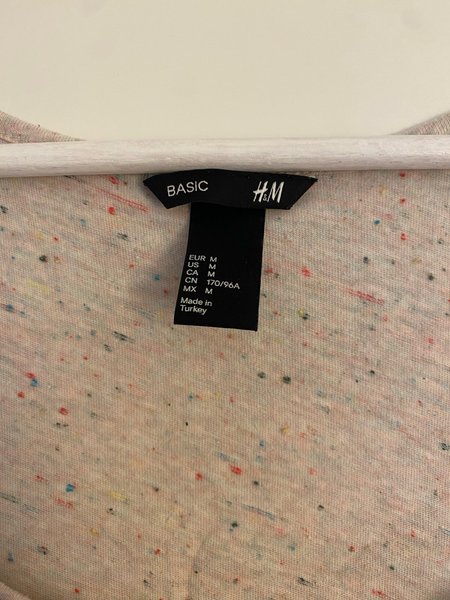 BASIC H&M
EUR M
US M
CA M
CN 170/96A
MX M
Made in
Turkey